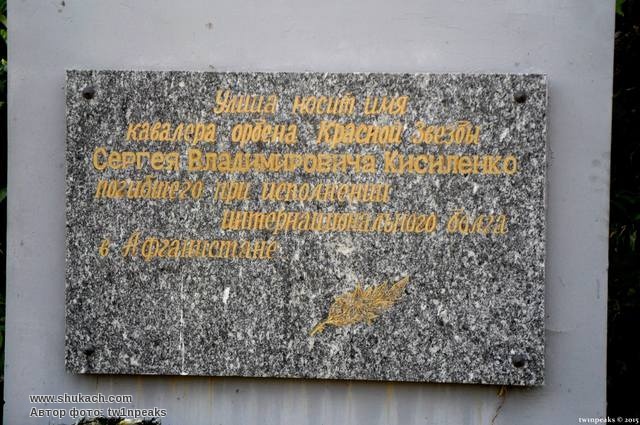 Улица носит имя
кавалера ордена Красной Звезды
Сергея Владимировича Кисиленко,
погибшего при исполнении
интернационального долга
в Афганистане
www.shukach.com
Автор фото: tw1npeaks
tw1npeaks © 2015